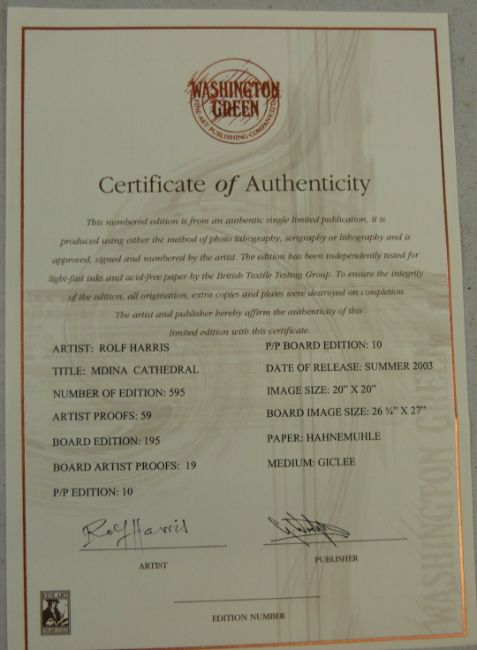 WASHINGTON
GREEN
FINE ART PUBLISHING COMPANY LTD
Certificate of Authenticity
This numbered edition is from an authentic single limited publication, it is
produced using either the method of photo lithography, serigraphy or lithography and is
approved, signed and numbered by the artist. The edition has been independently tested for
light-fast inks and acid-free paper by the British Textile Testing Group. To ensure the integrity
of the edition, all origination, extra copies and plates were destroyed on completion.
The artist and publisher hereby affirm the authenticity of this
limited edition with this certificate.
ARTIST: ROLF HARRIS
TITLE: MDINA CATHEDRAL
NUMBER OF EDITION: 595
ARTIST PROOFS: 59
BOARD EDITION: 195
BOARD ARTIST PROOFS: 19
P/P EDITION: 10
P/P BOARD EDITION: 10
DATE OF RELEASE: SUMMER 2003
IMAGE SIZE: 20" X 20"
BOARD IMAGE SIZE: 26 ¾" X 27"
PAPER: HAHNEMUHLE
MEDIUM: GICLEE
Rolf Harris
ARTIST
PUBLISHER
EDITION NUMBER
WASHINGTON GREEN
FINE ART